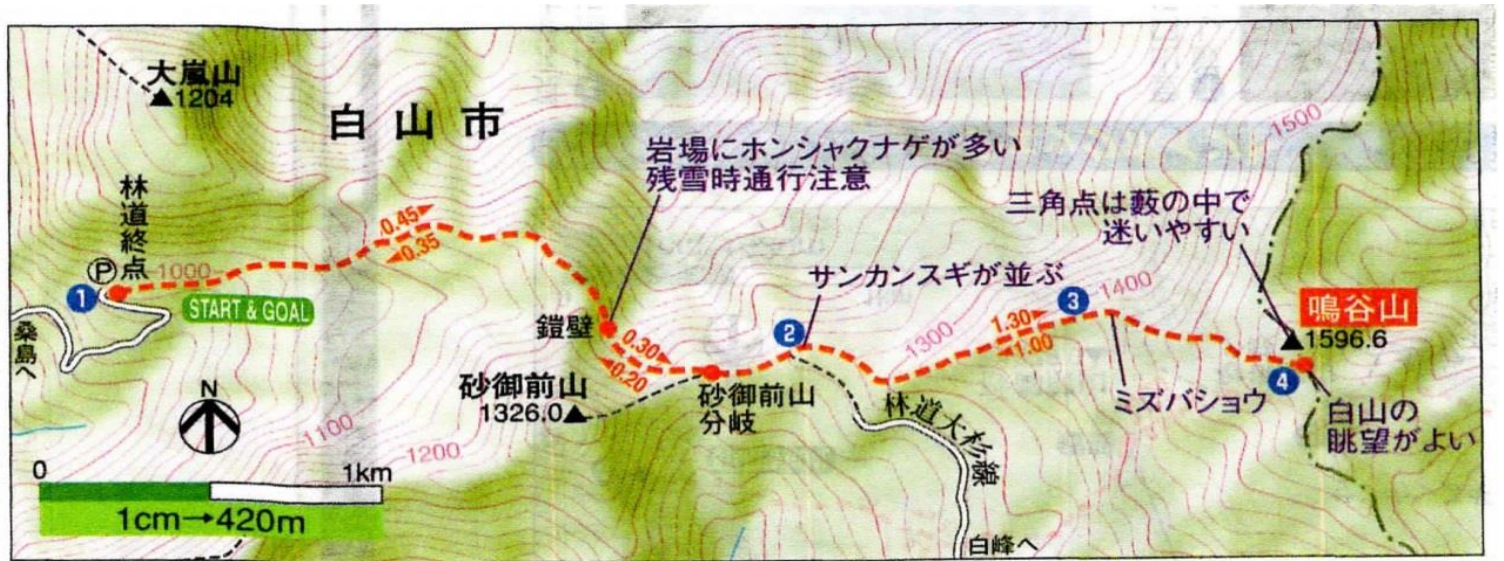 大嵐山
▲1204
白山市
1500
岩場にホンシャクナゲが多い
残雪時通行注意
三角点は藪の中で
迷いやすい
林道終点
P
1000
0.45
0.35
サンカンスギが並ぶ
1
START & GOAL
桑島へ
鎧壁
0.30
0.20
2
1300
1.30
1.00
3
1400
鳴谷山
▲1596.6
4
N
砂御前山
1326.0▲
砂御前山
分岐
林道大杉線
ミズバショウ
白山の
眺望がよい
1100
1200
0
1km
1cm→420m
白峰へ